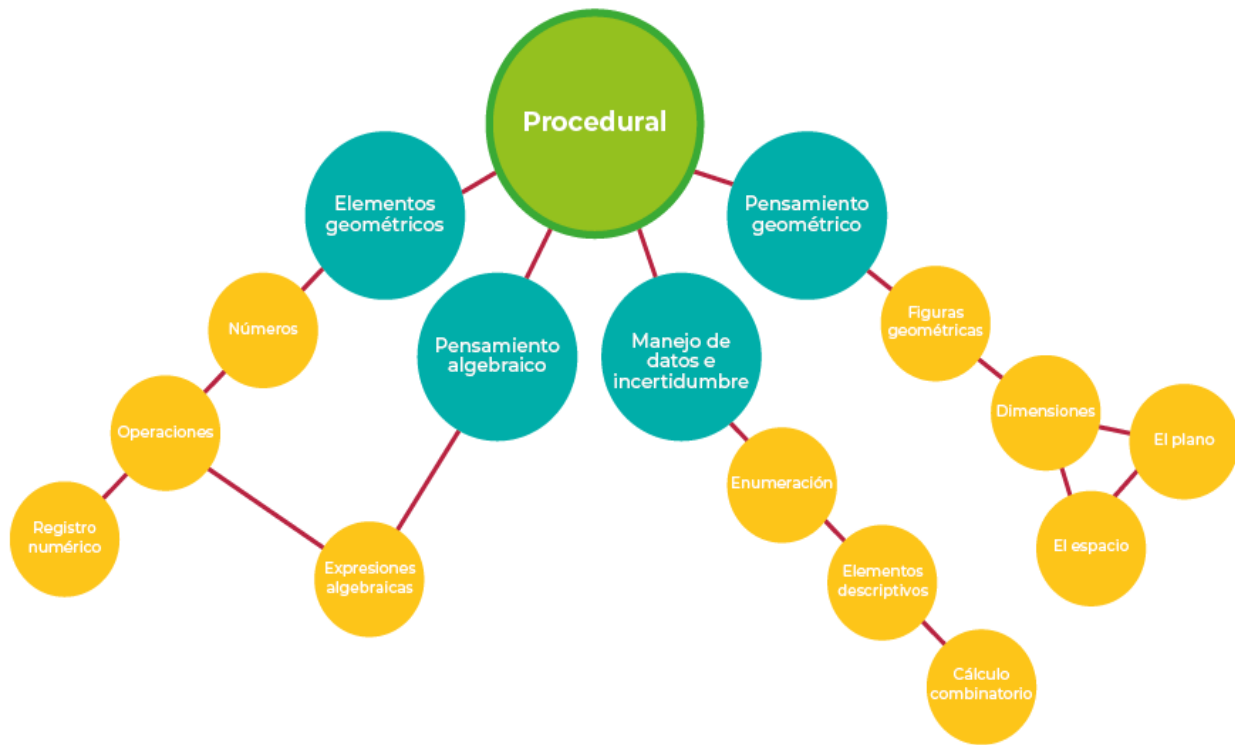 Procedural
Elementos
geométricos
Pensamiento
geométrico
Números
Pensamiento
algebraico
Manejo de
datos e
incertidumbre
Figuras
geométricas
Operaciones
Dimensiones
El plano
Enumeración
Registro
numérico
Expresiones
algebraicas
Elementos
descriptivos
El espacio
Cálculo
combinatorio